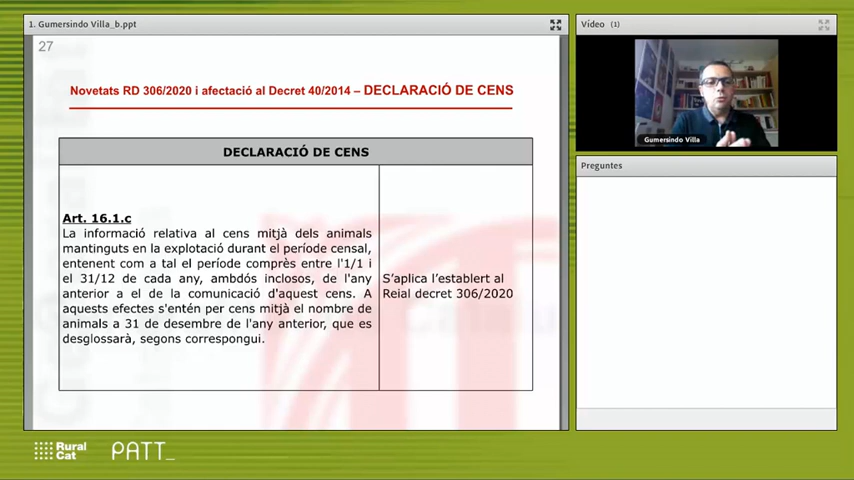 1. Gumersindo Villa_b.ppt
27
Novetats RD 306/2020 i afectació al Decret 40/2014 – DECLARACIÓ DE CENS
DECLARACIÓ DE CENS
Art. 16.1.c
La informació relativa al cens mitjà dels animals
mantinguts en la explotació durant el període censal,
entenent com a tal el període comprès entre l'1/1 i
el 31/12 de cada any, ambdós inclosos, de l'any
anterior a el de la comunicació d'aquest cens. A
aquests efectes s'entén per cens mitjà el nombre de
animals a 31 de desembre de l'any anterior, que es
desglossarà, segons correspongui.
S'aplica l'establert al
Reial decret 306/2020
Vídeo (1)
Gumersindo Villa
Preguntes
Rural
Cat
PATT_